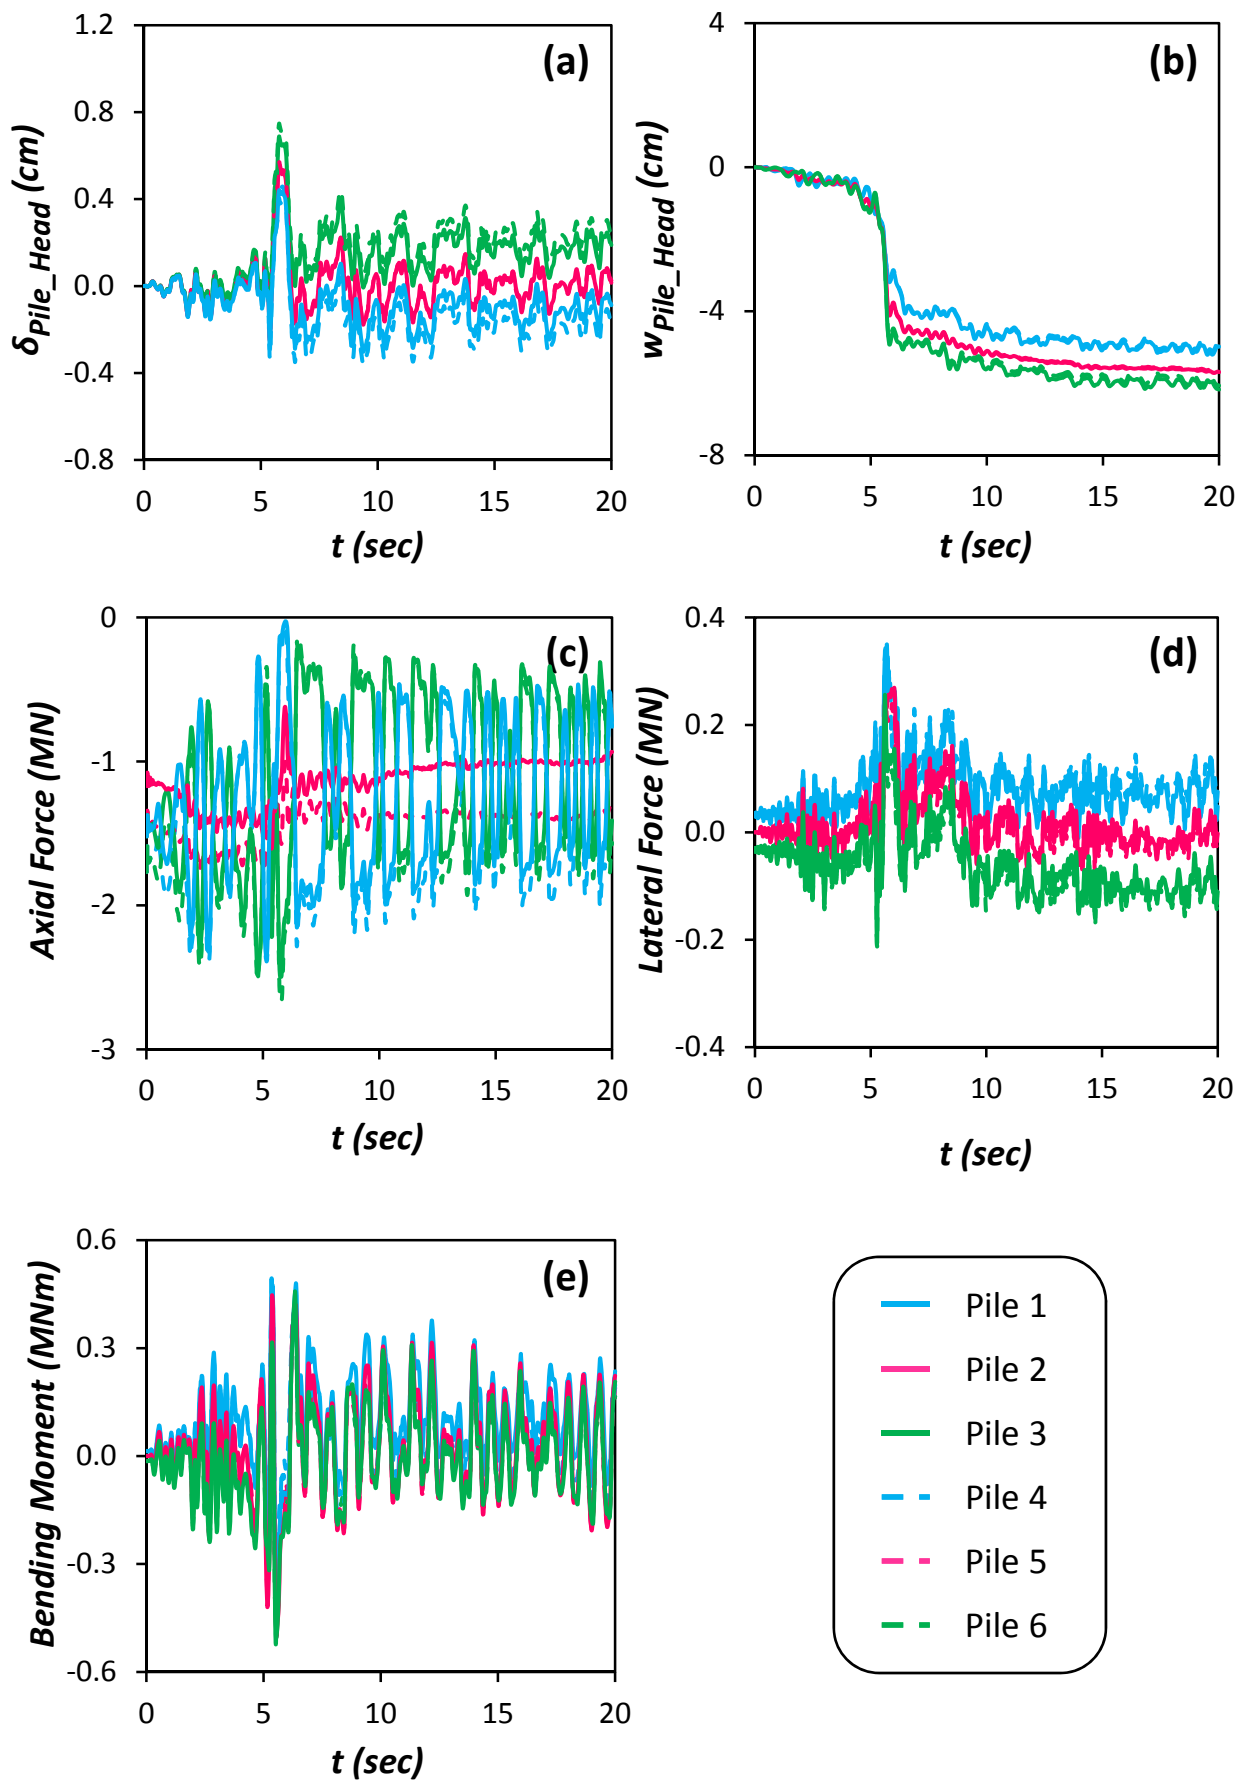 1.2
0.8
0.4
0.0
-0.4
-0.8
δPile_Head (cm)
(a)
0 5 10 15 20
t (sec)
4
0
-4
-8
wPile_Head (cm)
(b)
0 5 10 15 20
t (sec)
0
-1
-2
-3
Axial Force (MN)
(c)
0 5 10 15 20
t (sec)
0.4
0.2
0.0
-0.2
-0.4
Lateral Force (MN)
(d)
0 5 10 15 20
t (sec)
0.6
0.3
0.0
-0.3
-0.6
Bending Moment (MNm)
(e)
0 5 10 15 20
t (sec)
Pile 1
Pile 2
Pile 3
Pile 4
Pile 5
Pile 6